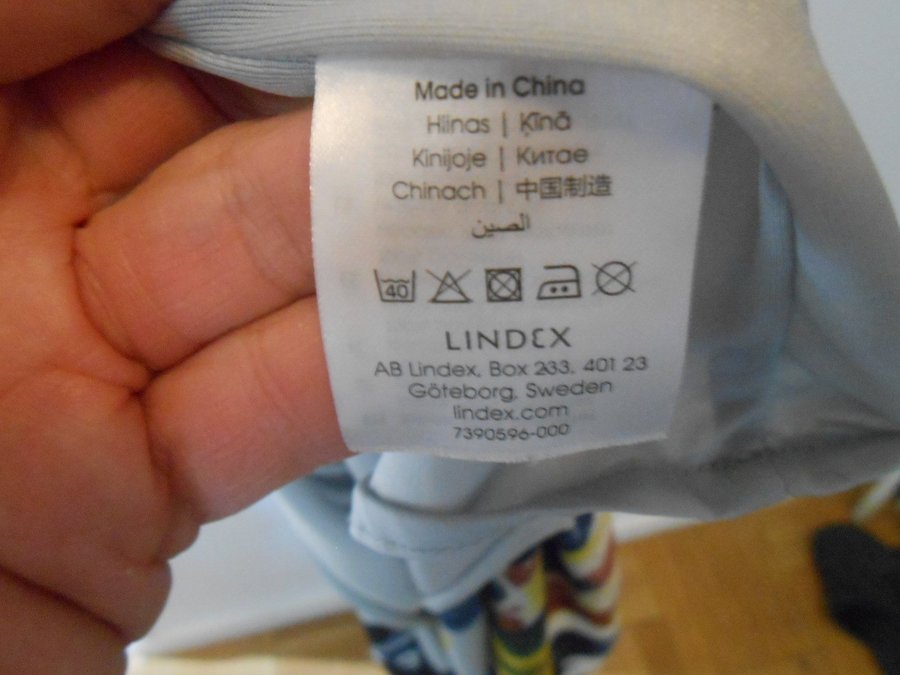 Made in China
Hiinas | Ķīnā
Kinijoje | Китае
Chinach | 中国制造
الصين
40
LINDEX
AB Lindex, Box 233, 401 23
Göteborg, Sweden
lindex.com
7390596-000